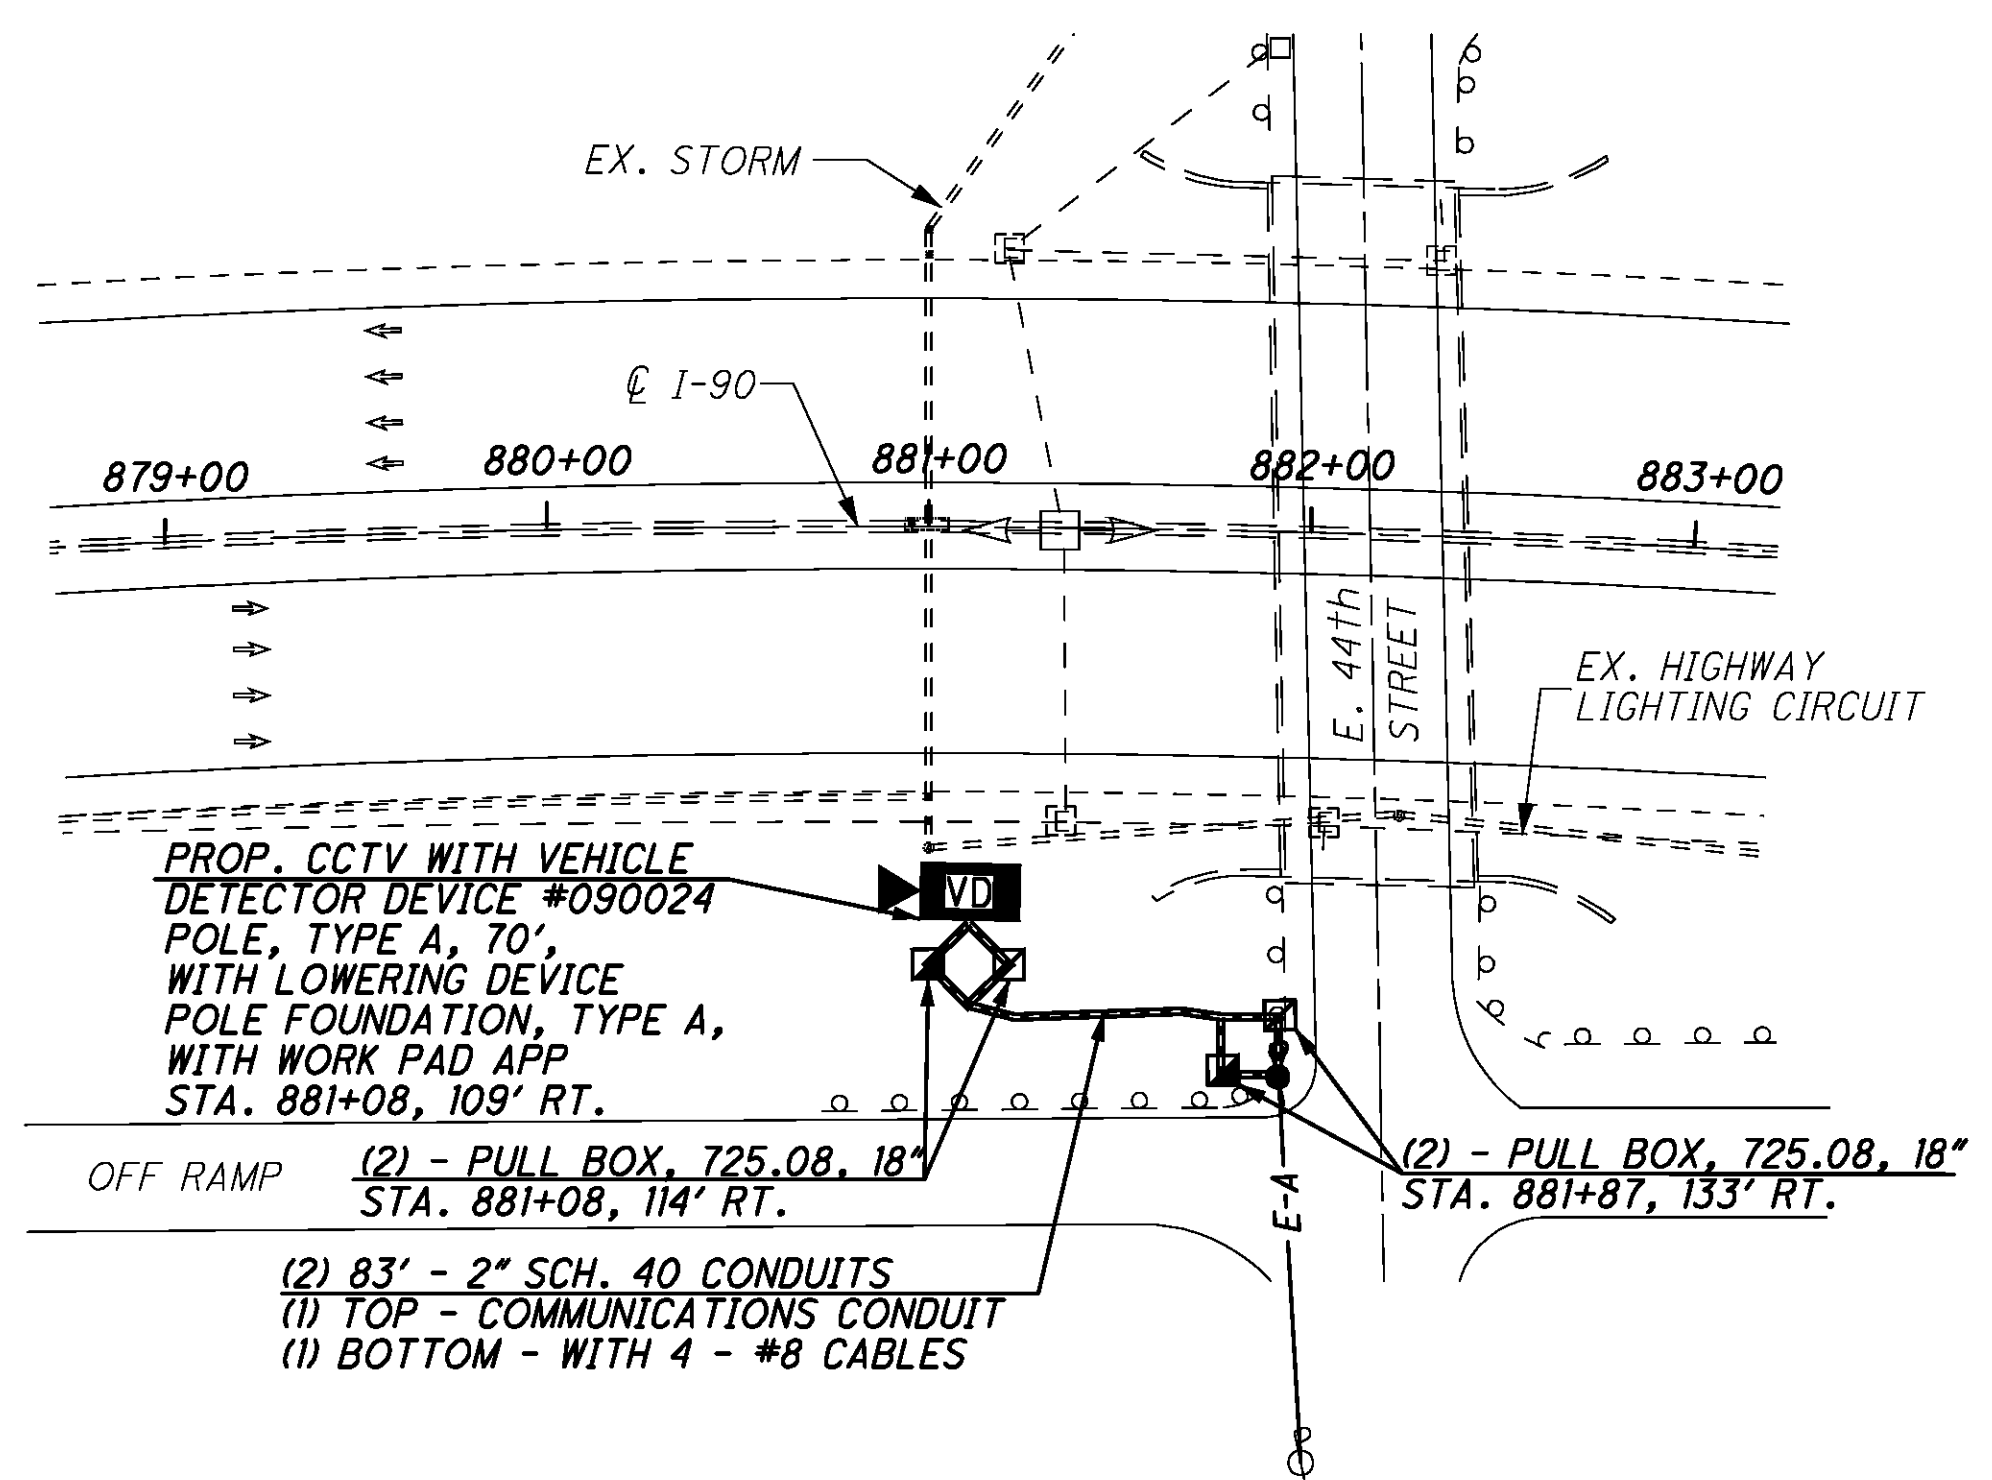 EX. STORM
℄ I-90
879+00
880+00
881+00
882+00
883+00
E. 44th
STREET
EX. HIGHWAY
LIGHTING CIRCUIT
E
E
E
E
VD
PROP. CCTV WITH VEHICLE
DETECTOR DEVICE #090024
POLE, TYPE A, 70',
WITH LOWERING DEVICE
POLE FOUNDATION, TYPE A,
WITH WORK PAD APP
STA. 881+08, 109' RT.
OFF RAMP
(2) - PULL BOX, 725.08, 18"
STA. 881+08, 114' RT.
(2) - PULL BOX, 725.08, 18"
STA. 881+87, 133' RT.
E-A
(2) 83' - 2" SCH. 40 CONDUITS
(1) TOP - COMMUNICATIONS CONDUIT
(1) BOTTOM - WITH 4 - #8 CABLES